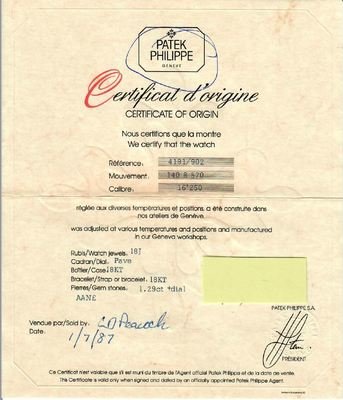 PATEK
PHILIPPE
GENEVE
Certificat d'origine
CERTIFICATE OF ORIGIN
Nous certifions que la montre
We certify that the watch
Référence: 4191/902
Mouvement: 140 8 570
Calibre: 16'250
réglée aux diverses températures et positions, a été construite dans
nos ateliers de Genève.
was adjusted at various temperatures and positions and manufactured
in our Geneva workshops.
Rubis/Watch jewels: 18J
Cadran/Dial: Pave
Boîtier/Case: 18KT
Bracelet/Strap or bracelet: 18KT
Pierres/Gem stones: 1.29ct +dial
AANE
PATEK PHILIPPE S.A.
Vendue par/Sold by: CD Peacock
Date: 1/7/87
PRÉSIDENT
Ce Certificat n'est valable que s'il est muni du timbre de l'Agent officiel Patek Philippe et de la date de vente.
This Certificate is valid only when signed and dated by an officially appointed Patek Philippe Agent.